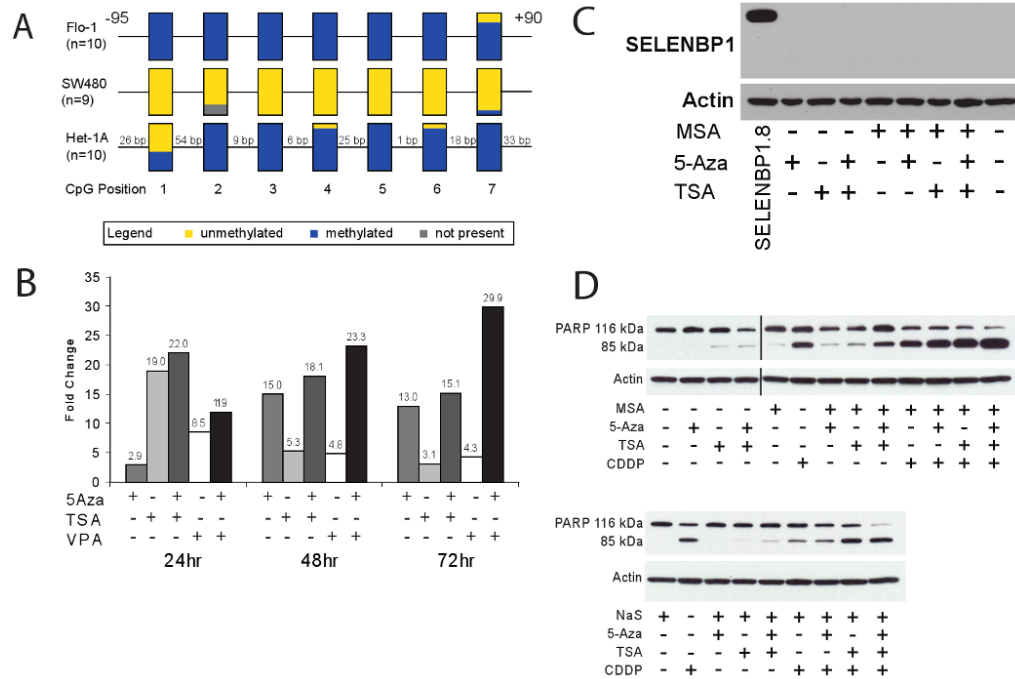 A
-95
+90
Flo-1
(n=10)
SW480
(n=9)
Het-1A
(n=10)
26 bp 54 bp 9 bp 6 bp 25 bp 1 bp 18 bp 33 bp
CpG Position 1 2 3 4 5 6 7
Legend unmethylated methylated not present
B
Fold Change
35
30
25
20
15
10
5
0
2.9 19.0 22.0 8.5 11.9
15.0 5.3 18.1 4.8 23.3
13.0 3.1 15.1 4.3 29.9
5Aza + - + - + + - + - + + - + - +
TSA - + + - - - + + - - - + + - -
VPA - - - + + - - - + + - - - + +
24hr 48hr 72hr
C
SELENBP1
Actin
MSA - - - + + + + -
5-Aza + - + - + - + -
TSA - + + - - + + -
SELENBP1.8
D
PARP 116 kDa
85 kDa
Actin
MSA - - - - + - + + + + + + +
5-Aza - + - + - - + - + - + - +
TSA - - + + - - - + + - - + +
CDDP - - - - - + - - - + + + +
PARP 116 kDa
85 kDa
Actin
NaS + - + + + + + + +
5-Aza - - + - + - + - +
TSA - - - + + - - + +
CDDP - + - - - + + + +